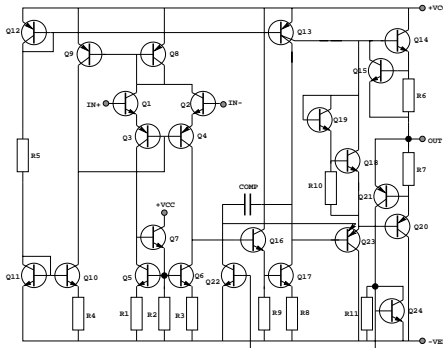 +VCC
Q12
Q13
Q14
Q9
Q8
Q15
R6
IN+
Q1
Q2
IN-
Q19
OUT
Q3
Q4
R5
Q18
R7
COMP
R10
Q21
+VCC
Q7
Q16
Q23
Q20
Q11
Q10
Q5
Q6
Q22
Q17
R4
R1
R2
R3
R9
R8
R11
Q24
-VEE